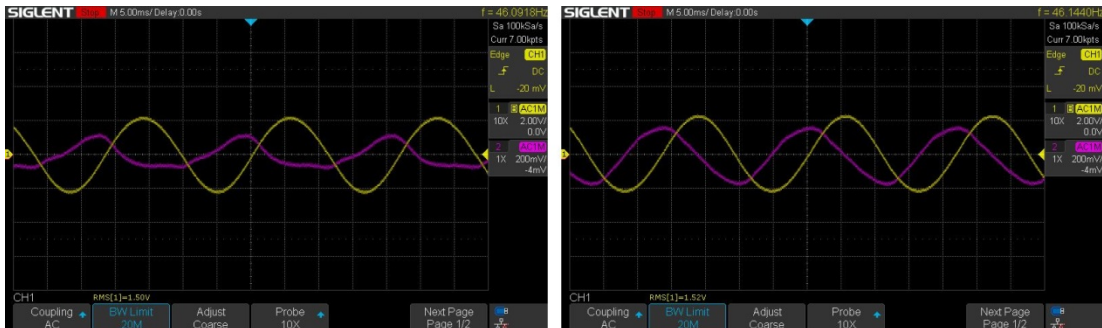 SIGLENT Stop M 5.00ms/ Delay:0.00s f = 46.0918Hz
Sa 100kSa/s
Curr 7.00kpts
Edge CH1
DC
L -20 mV
1 B AC1M
10X 2.00V/
0.0V
2 AC1M
1X 200mV/
-4mV
1
CH1 RMS[1]=1.50V
Coupling BW Limit Adjust Probe Next Page
AC 20M Coarse 10X Page 1/2
SIGLENT Stop M 5.00ms/ Delay:0.00s f = 46.1440Hz
Sa 100kSa/s
Curr 7.00kpts
Edge CH1
DC
L -20 mV
1 B AC1M
10X 2.00V/
0.0V
2 AC1M
1X 200mV/
-4mV
1
CH1 RMS[1]=1.52V
Coupling BW Limit Adjust Probe Next Page
AC 20M Coarse 10X Page 1/2